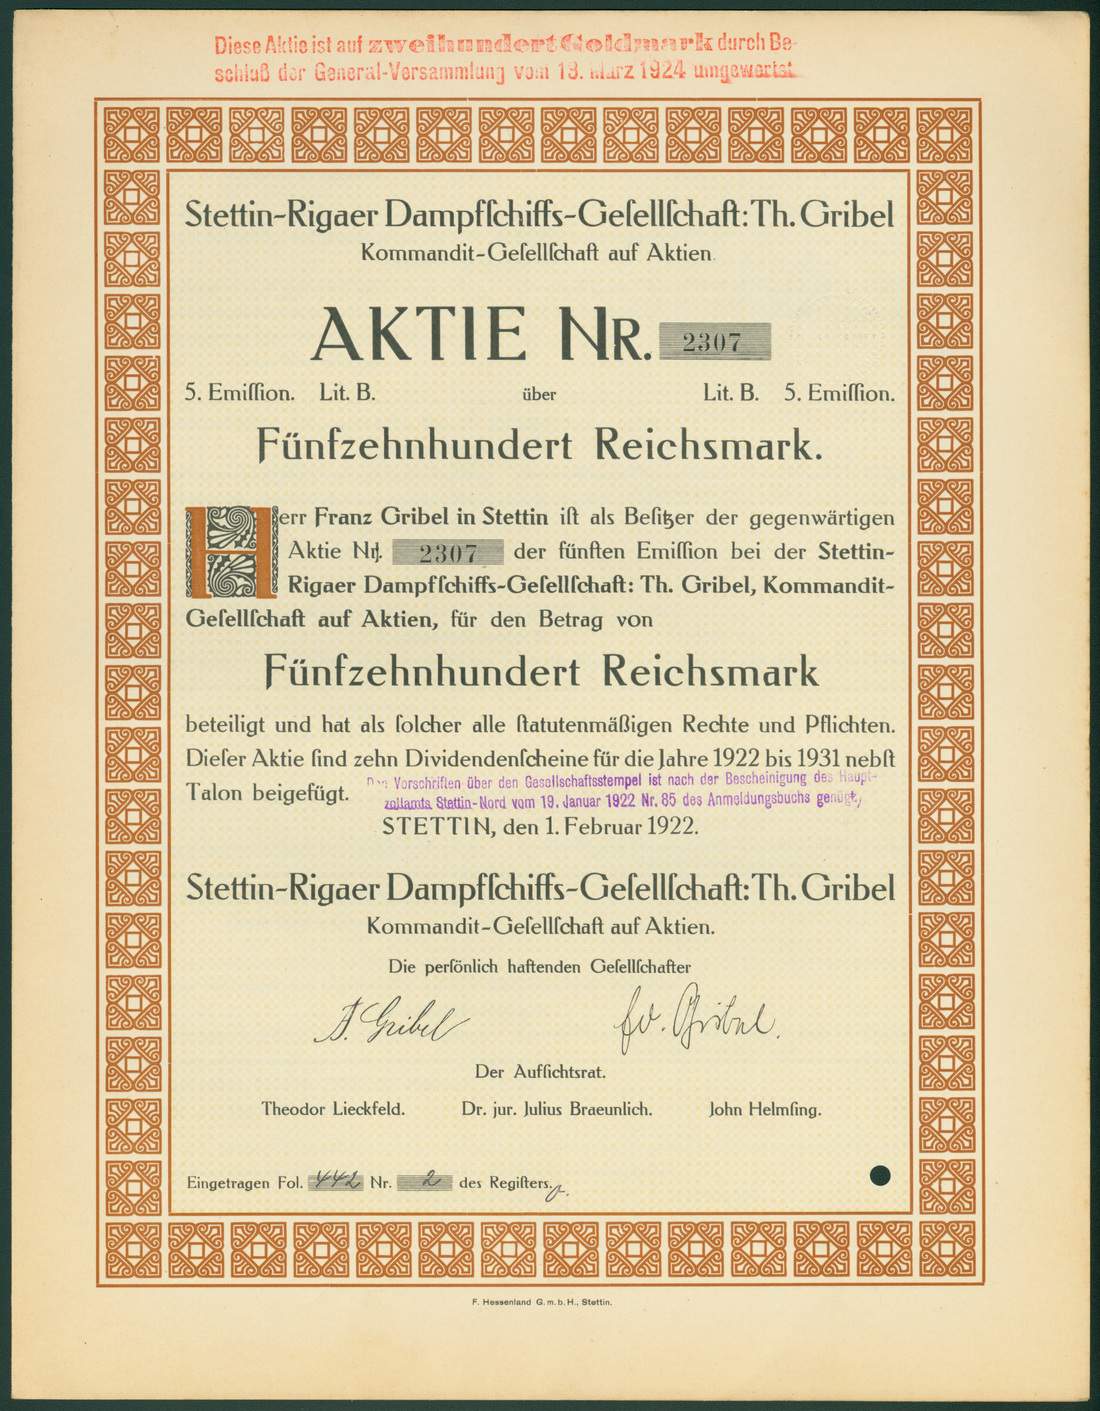 Diese Aktie ist auf zweihundert Goldmark durch Be-
schluß der General-Versammlung vom 13. März 1924 umgewertet
Stettin-Rigaer Dampfſchiffs-Geſellſchaft: Th. Gribel
Kommandit-Geſellſchaft auf Aktien.
AKTIE NR. 2307
5. Emiſſion. Lit. B. über Lit. B. 5. Emiſſion.
Fünfzehnhundert Reichsmark.
Herr Franz Gribel in Stettin iſt als Beſitzer der gegenwärtigen
Aktie Nr. 2307 der fünften Emiſſion bei der Stettin-
Rigaer Dampfſchiffs-Geſellſchaft: Th. Gribel, Kommandit-
Geſellſchaft auf Aktien, für den Betrag von
Fünfzehnhundert Reichsmark
beteiligt und hat als ſolcher alle ſtatutenmäßigen Rechte und Pflichten.
Dieſer Aktie ſind zehn Dividendenſcheine für die Jahre 1922 bis 1931 nebſt
Talon beigefügt.
Den Vorschriften über den Gesellschaftsstempel ist nach der Bescheinigung des Haupt-
zollamts Stettin-Nord vom 19. Januar 1922 Nr. 85 des Anmeldungsbuchs genügt,
STETTIN, den 1. Februar 1922.
Stettin-Rigaer Dampfſchiffs-Geſellſchaft: Th. Gribel
Kommandit-Geſellſchaft auf Aktien.
Die perſönlich haftenden Geſellſchafter
F. Gribel Ed. Gribel.
Der Aufſichtsrat.
Theodor Lieckfeld. Dr. jur. Julius Braeunlich. John Helmſing.
Eingetragen Fol. 442 Nr. 2 des Regiſters.
F. Hessenland G. m. b. H., Stettin.